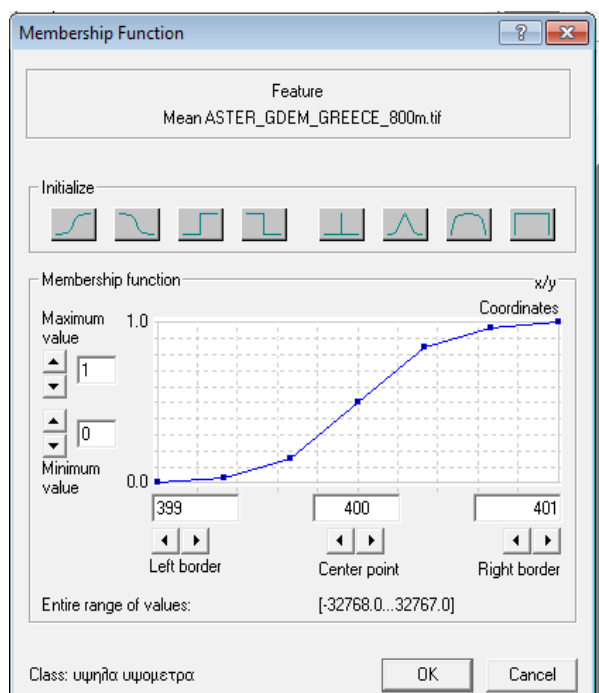 Membership Function
Feature
Mean ASTER_GDEM_GREECE_800m.tif
Initialize
Membership function
x/y
Coordinates
Maximum value
1.0
1
0
Minimum value
0.0
399
400
401
Left border
Center point
Right border
Entire range of values:
[-32768.0...32767.0]
Class: υψηλα υψομετρα
OK
Cancel